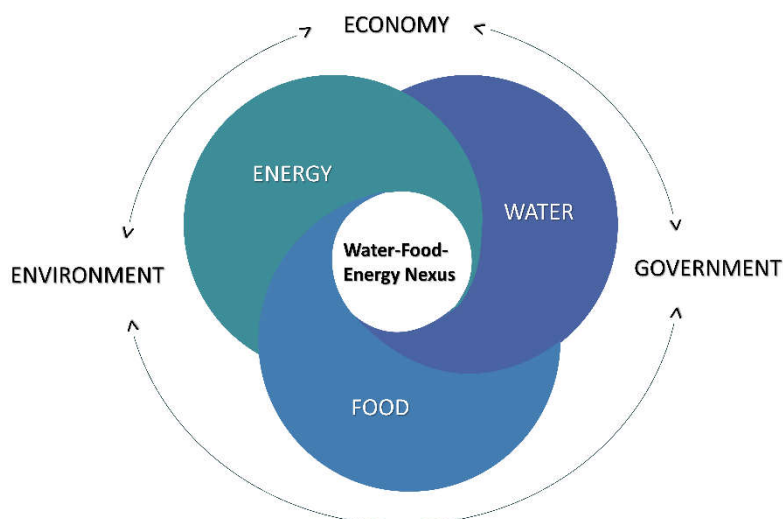 ECONOMY
ENERGY
WATER
Water-Food-
Energy Nexus
ENVIRONMENT
GOVERNMENT
FOOD